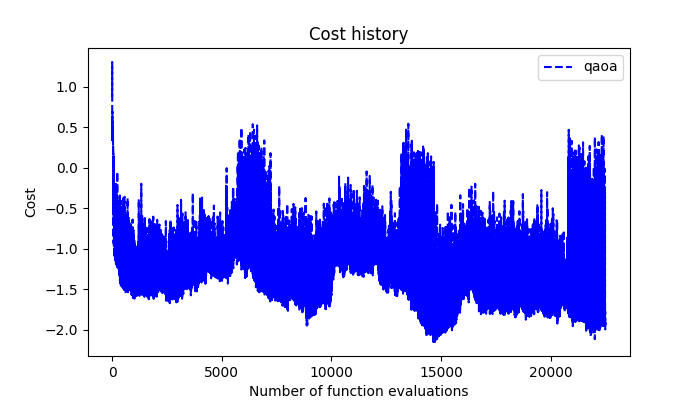 Cost history
qaoa
1.0
0.5
0.0
−0.5
−1.0
−1.5
−2.0
Cost
0 5000 10000 15000 20000
Number of function evaluations